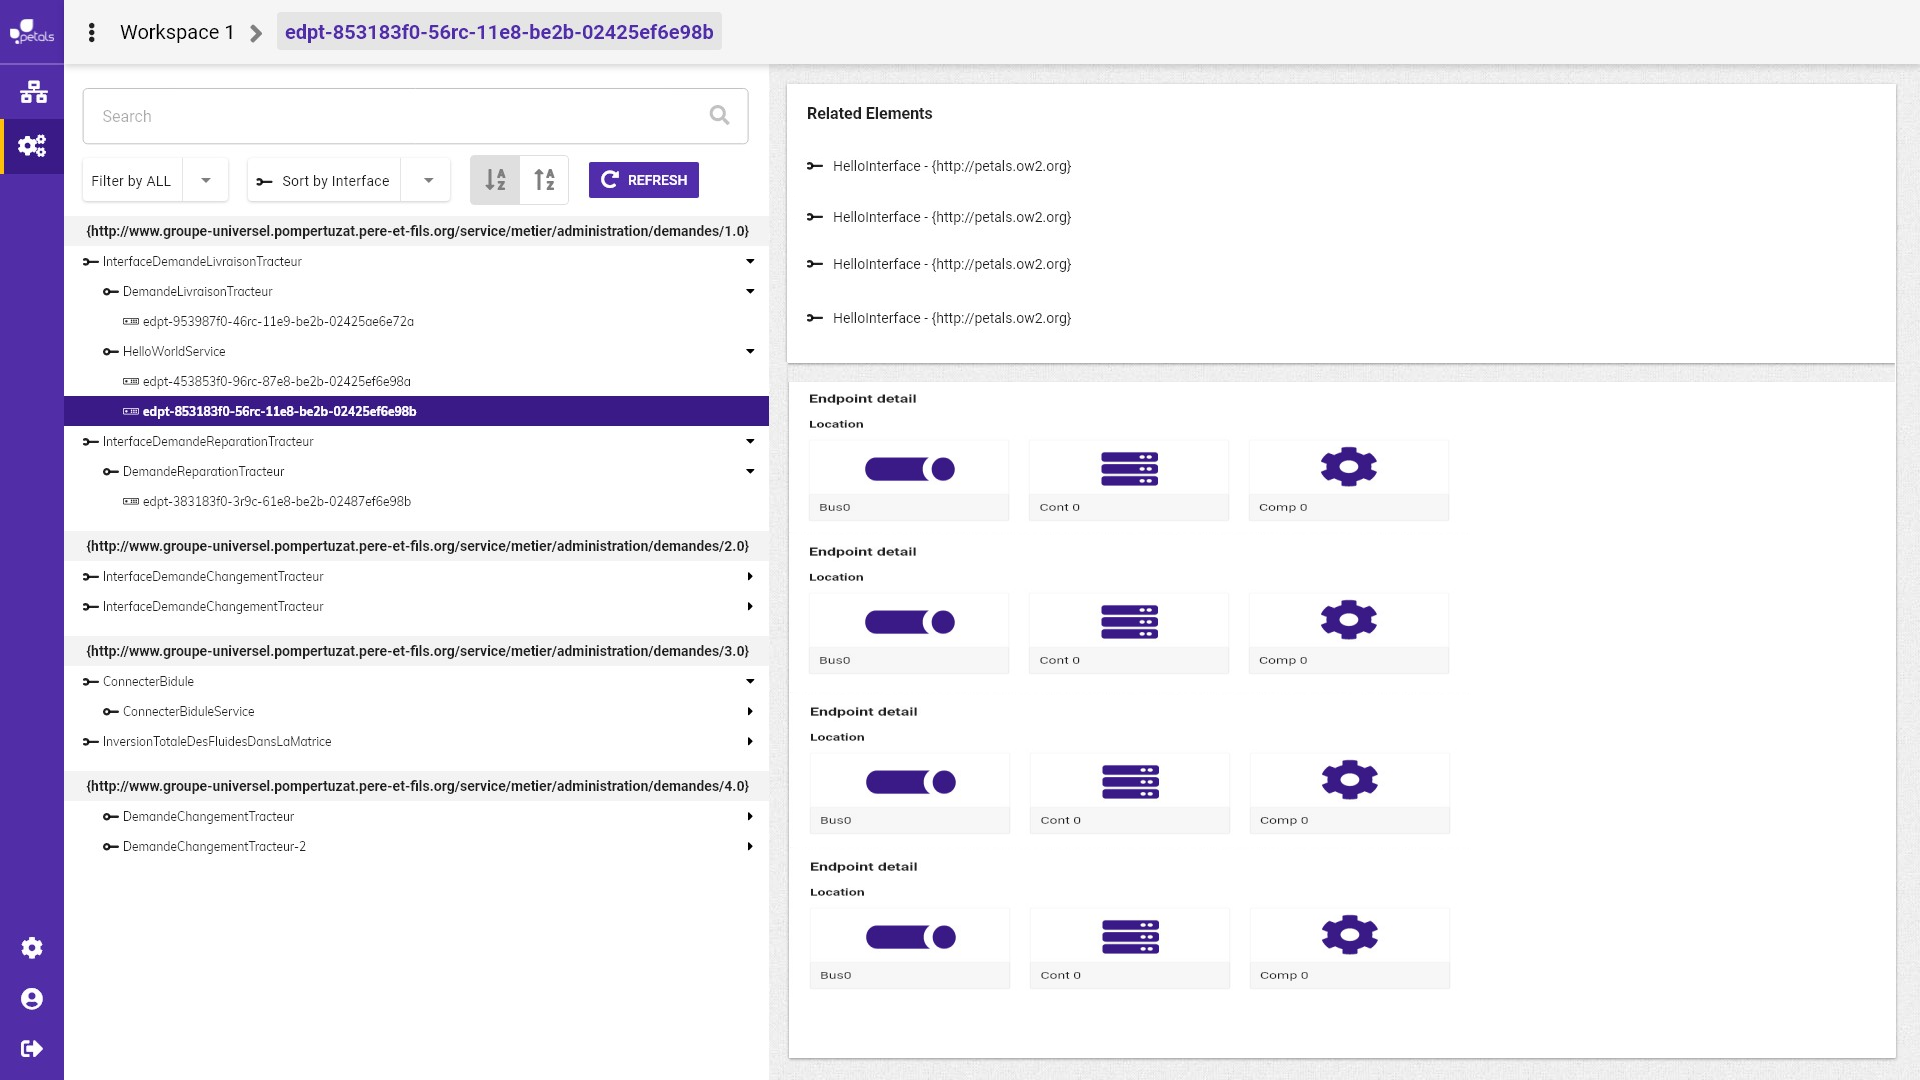 petals
Workspace 1
edpt-853183f0-56rc-11e8-be2b-02425ef6e98b
Search
Filter by ALL
Sort by Interface
A
Z
A
Z
REFRESH
{http://www.groupe-universel.pompertuzat.pere-et-fils.org/service/metier/administration/demandes/1.0}
InterfaceDemandeLivraisonTracteur
DemandeLivraisonTracteur
edpt-953987f0-46rc-11e9-be2b-02425ae6e72a
HelloWorldService
edpt-453853f0-96rc-87e8-be2b-02425ef6e98a
edpt-853183f0-56rc-11e8-be2b-02425ef6e98b
InterfaceDemandeReparationTracteur
DemandeReparationTracteur
edpt-383183f0-3r9c-61e8-be2b-02487ef6e98b
{http://www.groupe-universel.pompertuzat.pere-et-fils.org/service/metier/administration/demandes/2.0}
InterfaceDemandeChangementTracteur
InterfaceDemandeChangementTracteur
{http://www.groupe-universel.pompertuzat.pere-et-fils.org/service/metier/administration/demandes/3.0}
ConnecterBidule
ConnecterBiduleService
InversionTotaleDesFluidesDansLaMatrice
{http://www.groupe-universel.pompertuzat.pere-et-fils.org/service/metier/administration/demandes/4.0}
DemandeChangementTracteur
DemandeChangementTracteur-2
Related Elements
HelloInterface - {http://petals.ow2.org}
HelloInterface - {http://petals.ow2.org}
HelloInterface - {http://petals.ow2.org}
HelloInterface - {http://petals.ow2.org}
Endpoint detail
Location
Bus0
Cont 0
Comp 0
Endpoint detail
Location
Bus0
Cont 0
Comp 0
Endpoint detail
Location
Bus0
Cont 0
Comp 0
Endpoint detail
Location
Bus0
Cont 0
Comp 0